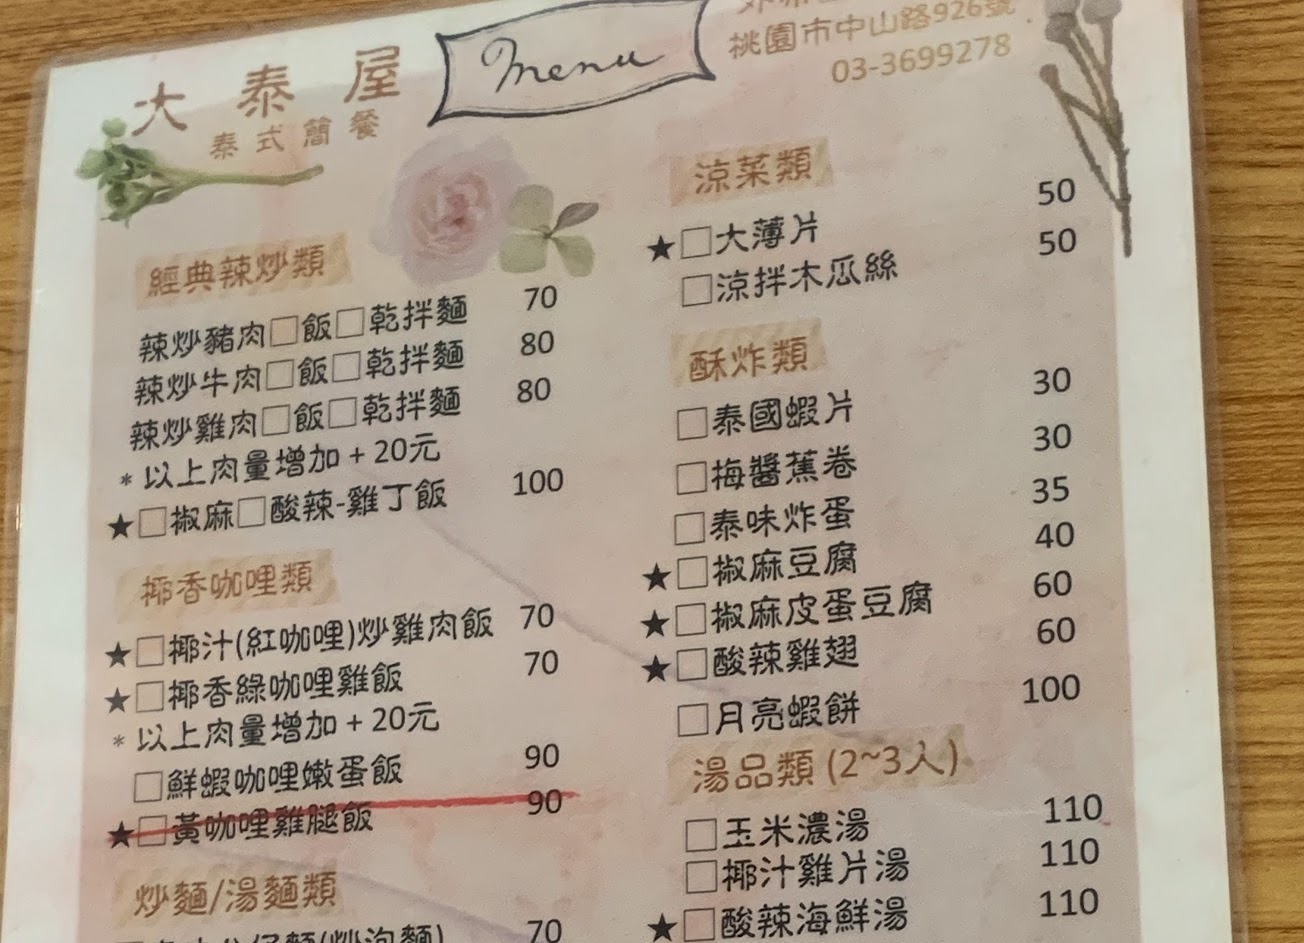 大泰屋
泰式簡餐
Menu
桃園市中山路926號
03-3699278
經典辣炒類
辣炒豬肉□飯□乾拌麵 70
辣炒牛肉□飯□乾拌麵 80
辣炒雞肉□飯□乾拌麵 80
*以上肉量增加+20元
★□椒麻□酸辣-雞丁飯 100
椰香咖哩類
★□椰汁(紅咖哩)炒雞肉飯 70
★□椰香綠咖哩雞飯 70
*以上肉量增加+20元
□鮮蝦咖哩嫩蛋飯 90
★□黃咖哩雞腿飯 90
炒麵/湯麵類
70
涼菜類
★□大薄片 50
□涼拌木瓜絲 50
酥炸類
□泰國蝦片 30
□梅醬蕉卷 30
□泰味炸蛋 35
★□椒麻豆腐 40
★□椒麻皮蛋豆腐 60
★□酸辣雞翅 60
□月亮蝦餅 100
湯品類(2~3人)
□玉米濃湯 110
□椰汁雞片湯 110
★□酸辣海鮮湯 110